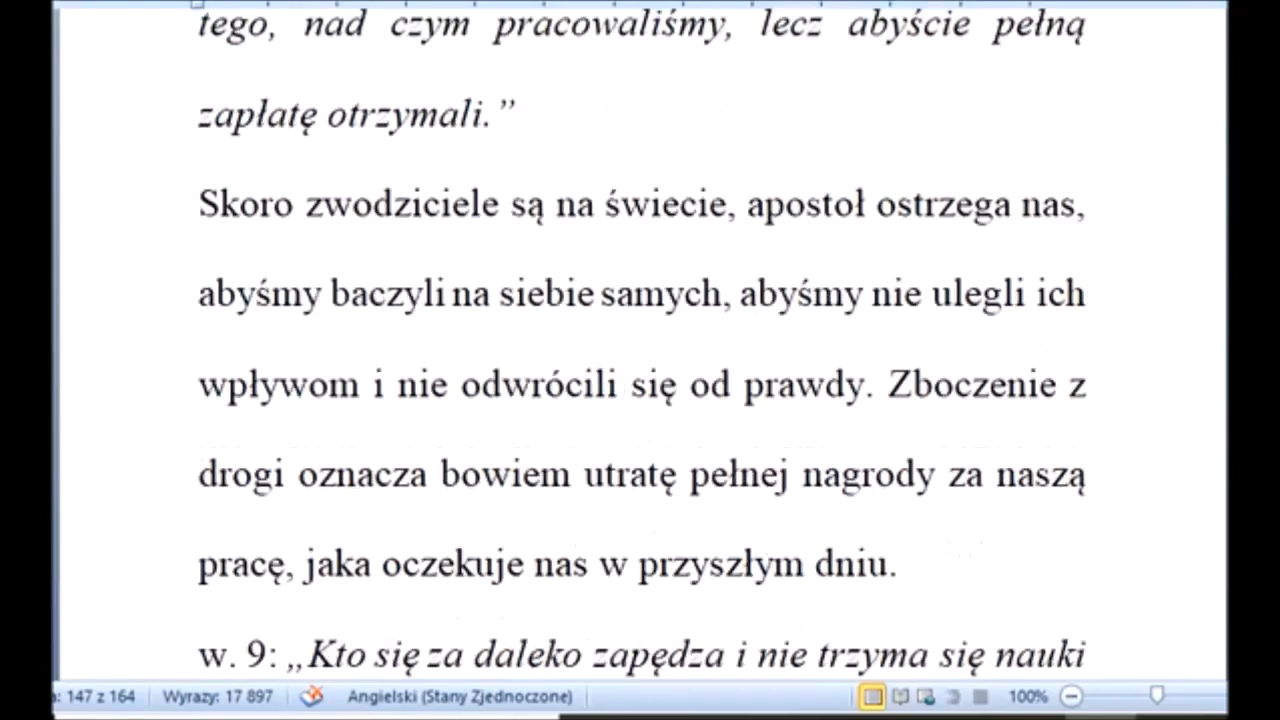 tego, nad czym pracowaliśmy, lecz abyście pełną
zapłatę otrzymali.”
Skoro zwodziciele są na świecie, apostoł ostrzega nas,
abyśmy baczyli na siebie samych, abyśmy nie ulegli ich
wpływom i nie odwrócili się od prawdy. Zboczenie z
drogi oznacza bowiem utratę pełnej nagrody za naszą
pracę, jaka oczekuje nas w przyszłym dniu.
w. 9: „Kto się za daleko zapędza i nie trzyma się nauki
: 147 z 164 Wyrazy: 17 897 Angielski (Stany Zjednoczone) 100%